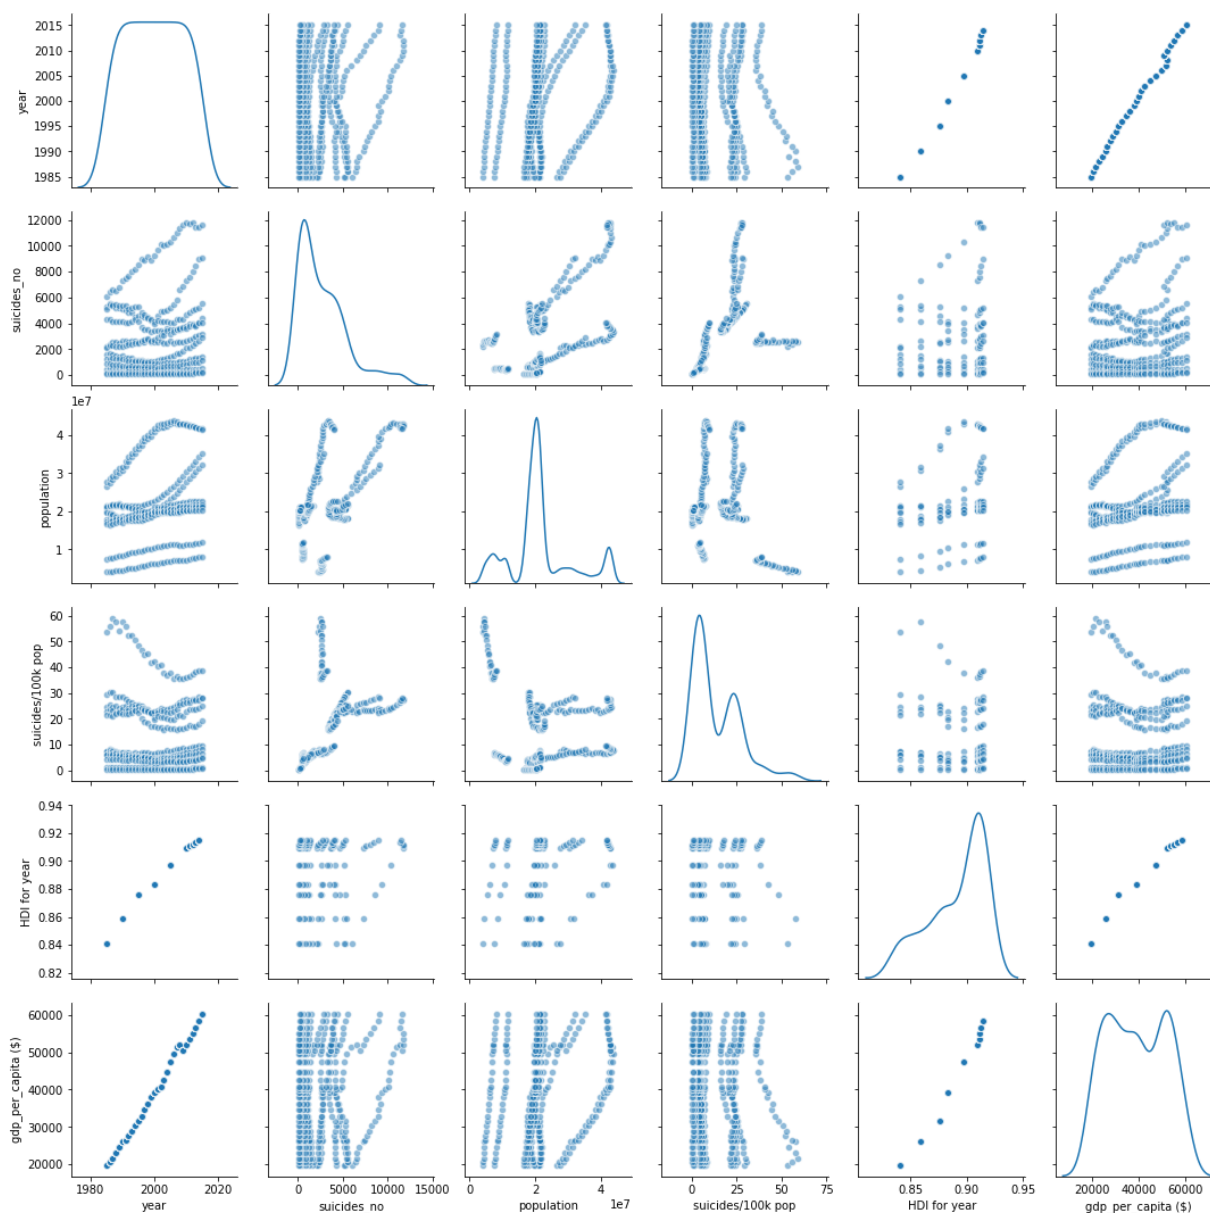 2015
2010
2005
2000
1995
1990
1985
year
12000
10000
8000
6000
4000
2000
0
suicides_no
1e7
4
3
2
1
population
60
50
40
30
20
10
0
suicides/100k pop
0.94
0.92
0.90
0.88
0.86
0.84
0.82
HDI for year
60000
50000
40000
30000
20000
gdp_per_capita ($)
1980 2000 2020
year
0 5000 10000 15000
suicides_no
0 2 4
population 1e7
0 25 50 75
suicides/100k pop
0.85 0.90 0.95
HDI for year
20000 40000 60000
gdp_per_capita ($)